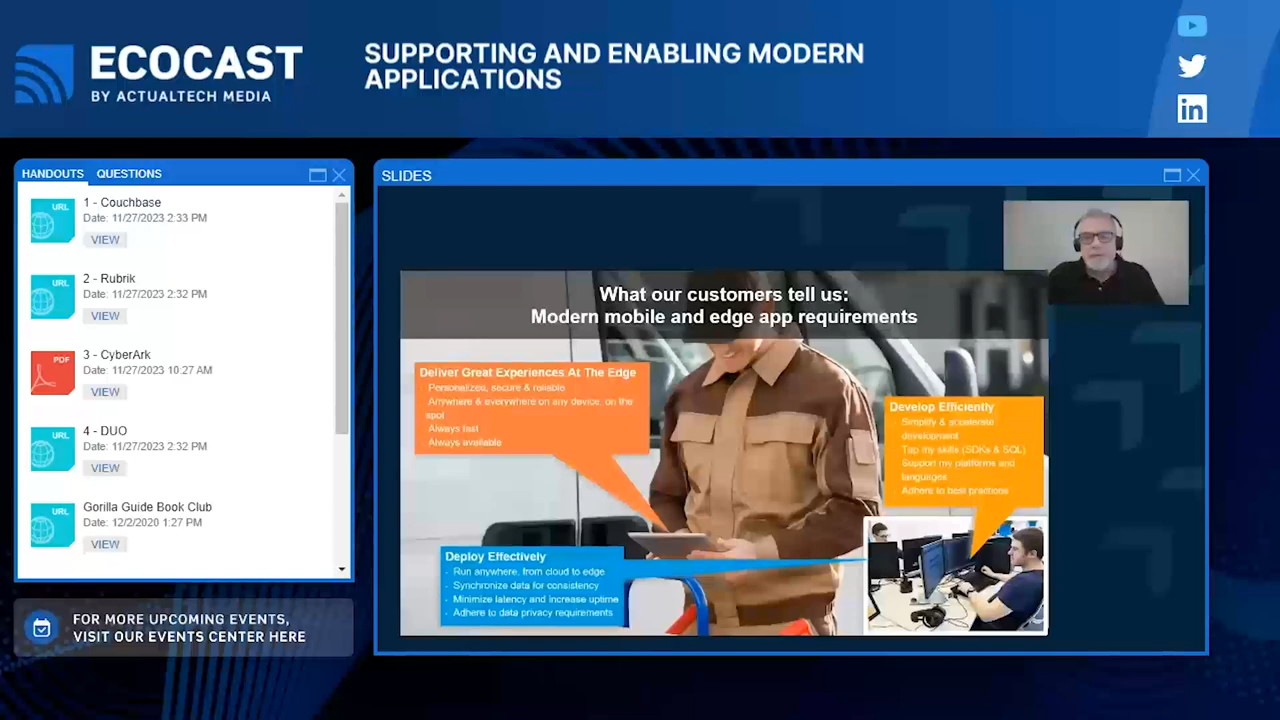 ECOCAST
BY ACTUALTECH MEDIA
SUPPORTING AND ENABLING MODERN
APPLICATIONS
in
HANDOUTS QUESTIONS
URL
1 - Couchbase
Date: 11/27/2023 2:33 PM
VIEW
URL
2 - Rubrik
Date: 11/27/2023 2:32 PM
VIEW
PDF
3 - CyberArk
Date: 11/27/2023 10:27 AM
VIEW
URL
4 - DUO
Date: 11/27/2023 2:32 PM
VIEW
URL
Gorilla Guide Book Club
Date: 12/2/2020 1:27 PM
VIEW
FOR MORE UPCOMING EVENTS,
VISIT OUR EVENTS CENTER HERE
SLIDES
What our customers tell us:
Modern mobile and edge app requirements
Deliver Great Experiences At The Edge
Personalized, secure & reliable
Anywhere & everywhere on any device, on the
spot
Always fast
Always available
Develop Efficiently
Simplify & accelerate
development
Tap my skills (SDKs & SQL)
Support my platforms and
languages
Adhere to best practices
Deploy Effectively
- Run anywhere, from cloud to edge
- Synchronize data for consistency
- Minimize latency and increase uptime
- Adhere to data privacy requirements